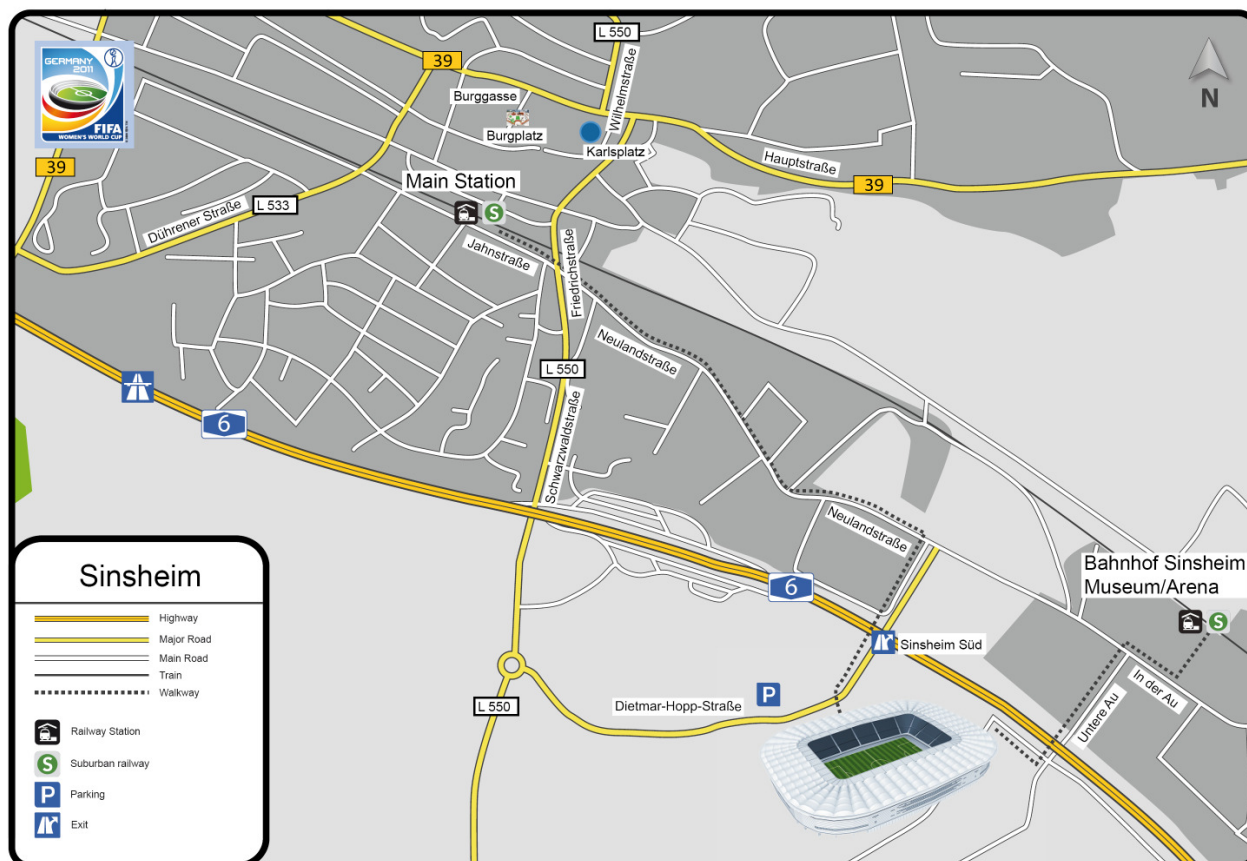 GERMANY
2011
FIFA
WOMEN'S WORLD CUP
39
L 550
N
Burggasse
Wilhelmstraße
Burgplatz
Karlsplatz
Hauptstraße
39
39
Main Station
S
Dührener Straße
L 533
Jahnstraße
Friedrichstraße
Neulandstraße
L 550
6
Schwarzwaldstraße
Neulandstraße
6
Bahnhof Sinsheim
Museum/Arena
S
Sinsheim Süd
In der Au
Untere Au
P
Dietmar-Hopp-Straße
L 550
Sinsheim
Highway
Major Road
Main Road
Train
Walkway
Railway Station
S
Suburban railway
P
Parking
Exit